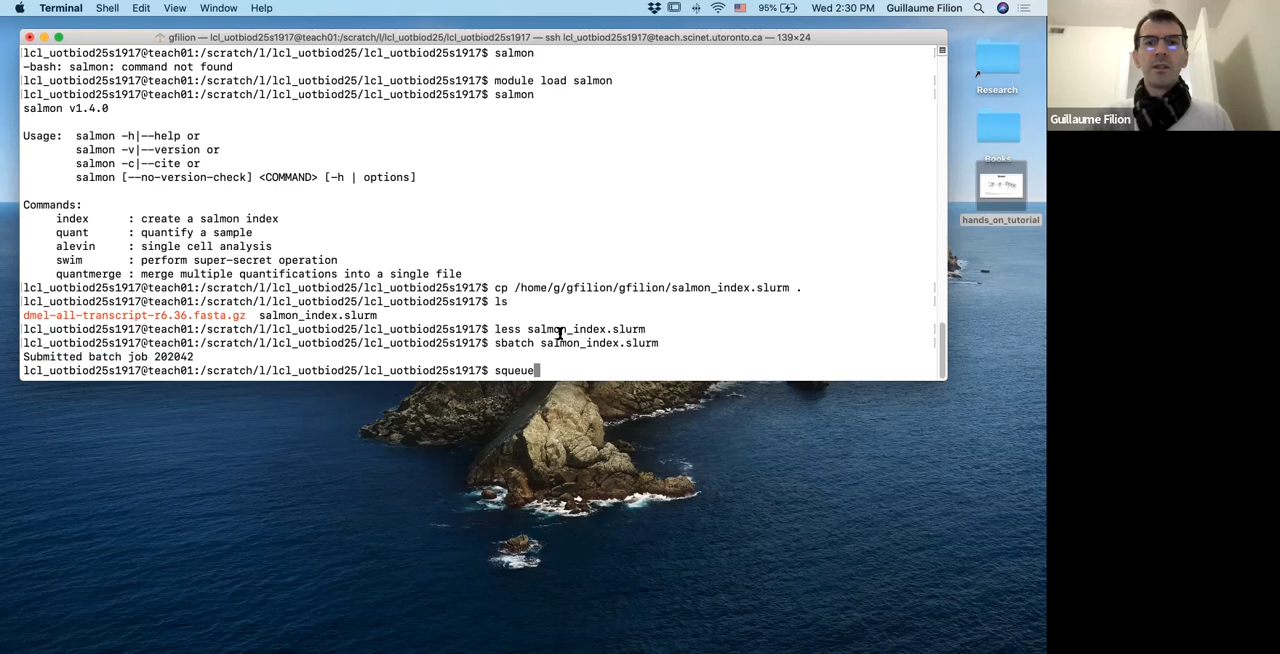 Terminal Shell Edit View Window Help 95% Wed 2:30 PM Guillaume Filion
gfilion — lcl_uotbiod25s1917@teach01:/scratch/l/lcl_uotbiod25/lcl_uotbiod25s1917 — ssh lcl_uotbiod25s1917@teach.scinet.utoronto.ca — 139×24
lcl_uotbiod25s1917@teach01:/scratch/l/lcl_uotbiod25/lcl_uotbiod25s1917$ salmon
-bash: salmon: command not found
lcl_uotbiod25s1917@teach01:/scratch/l/lcl_uotbiod25/lcl_uotbiod25s1917$ module load salmon
lcl_uotbiod25s1917@teach01:/scratch/l/lcl_uotbiod25/lcl_uotbiod25s1917$ salmon
salmon v1.4.0
Usage: salmon -h|--help or
salmon -v|--version or
salmon -c|--cite or
salmon [--no-version-check] <COMMAND> [-h | options]
Commands:
index : create a salmon index
quant : quantify a sample
alevin : single cell analysis
swim : perform super-secret operation
quantmerge : merge multiple quantifications into a single file
lcl_uotbiod25s1917@teach01:/scratch/l/lcl_uotbiod25/lcl_uotbiod25s1917$ cp /home/g/gfilion/gfilion/salmon_index.slurm .
lcl_uotbiod25s1917@teach01:/scratch/l/lcl_uotbiod25/lcl_uotbiod25s1917$ ls
dmel-all-transcript-r6.36.fasta.gz salmon_index.slurm
lcl_uotbiod25s1917@teach01:/scratch/l/lcl_uotbiod25/lcl_uotbiod25s1917$ less salmon_index.slurm
lcl_uotbiod25s1917@teach01:/scratch/l/lcl_uotbiod25/lcl_uotbiod25s1917$ sbatch salmon_index.slurm
Submitted batch job 202042
lcl_uotbiod25s1917@teach01:/scratch/l/lcl_uotbiod25/lcl_uotbiod25s1917$ squeue
Research
Books
hands_on_tutorial
Guillaume Filion